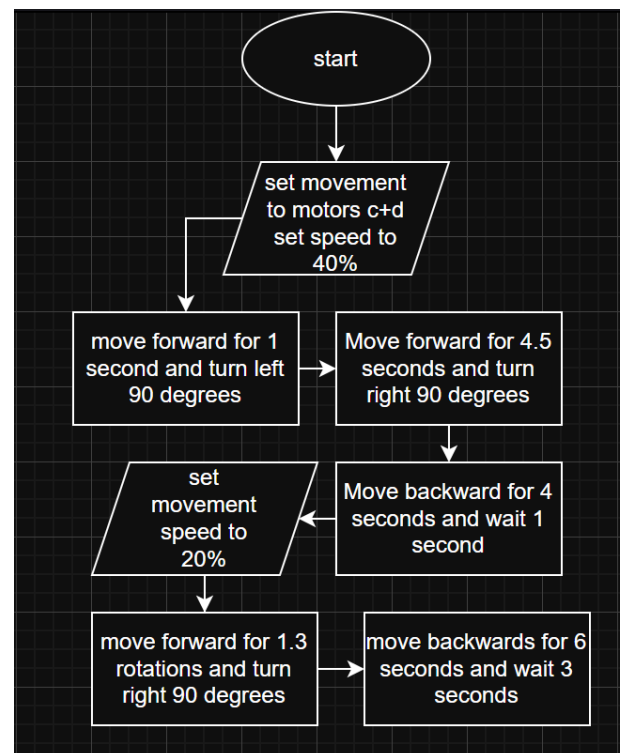 start
set movement
to motors c+d
set speed to
40%
move forward for 1
second and turn left
90 degrees
Move forward for 4.5
seconds and turn
right 90 degrees
Move backward for 4
seconds and wait 1
second
set
movement
speed to
20%
move forward for 1.3
rotations and turn
right 90 degrees
move backwards for 6
seconds and wait 3
seconds